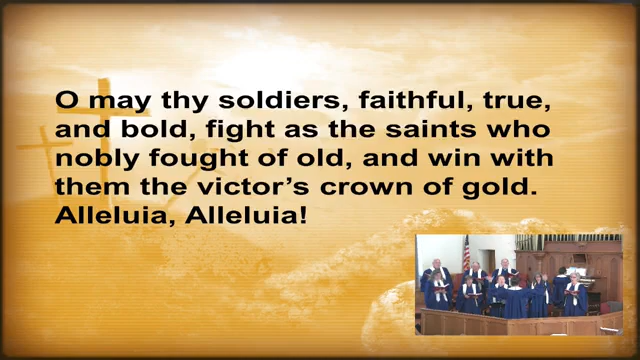 O may thy soldiers, faithful, true,
and bold, fight as the saints who
nobly fought of old, and win with
them the victor’s crown of gold.
Alleluia, Alleluia!